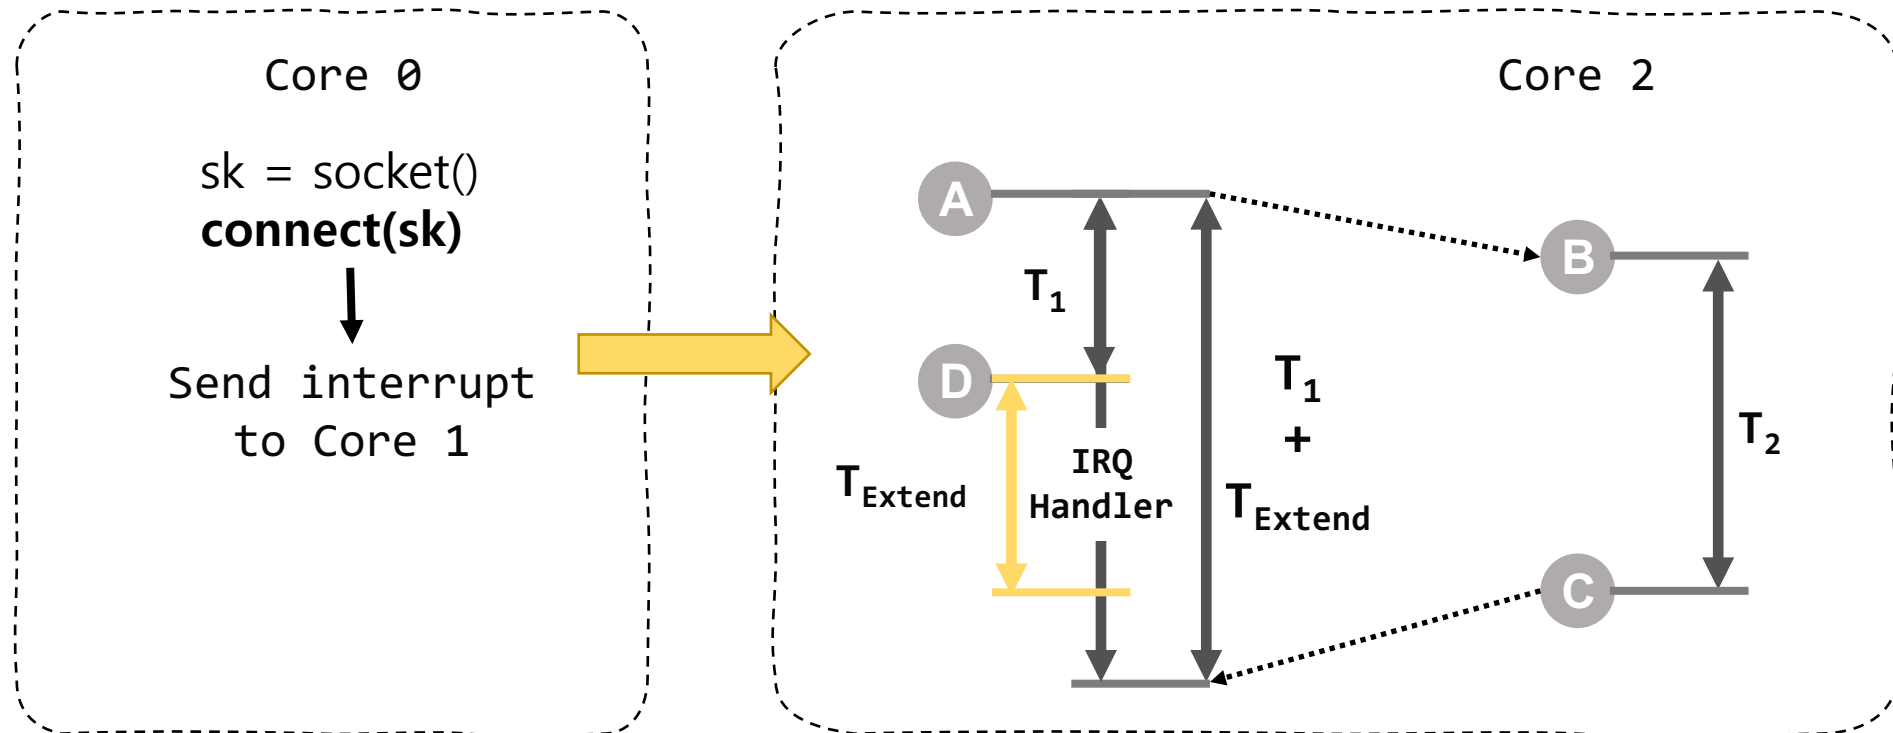 Core 0
sk = socket()
connect(sk)
Send interrupt
to Core 1
Core 2
A
B
T1
D
T1
+
TExtend
IRQ
Handler
TExtend
T2
C